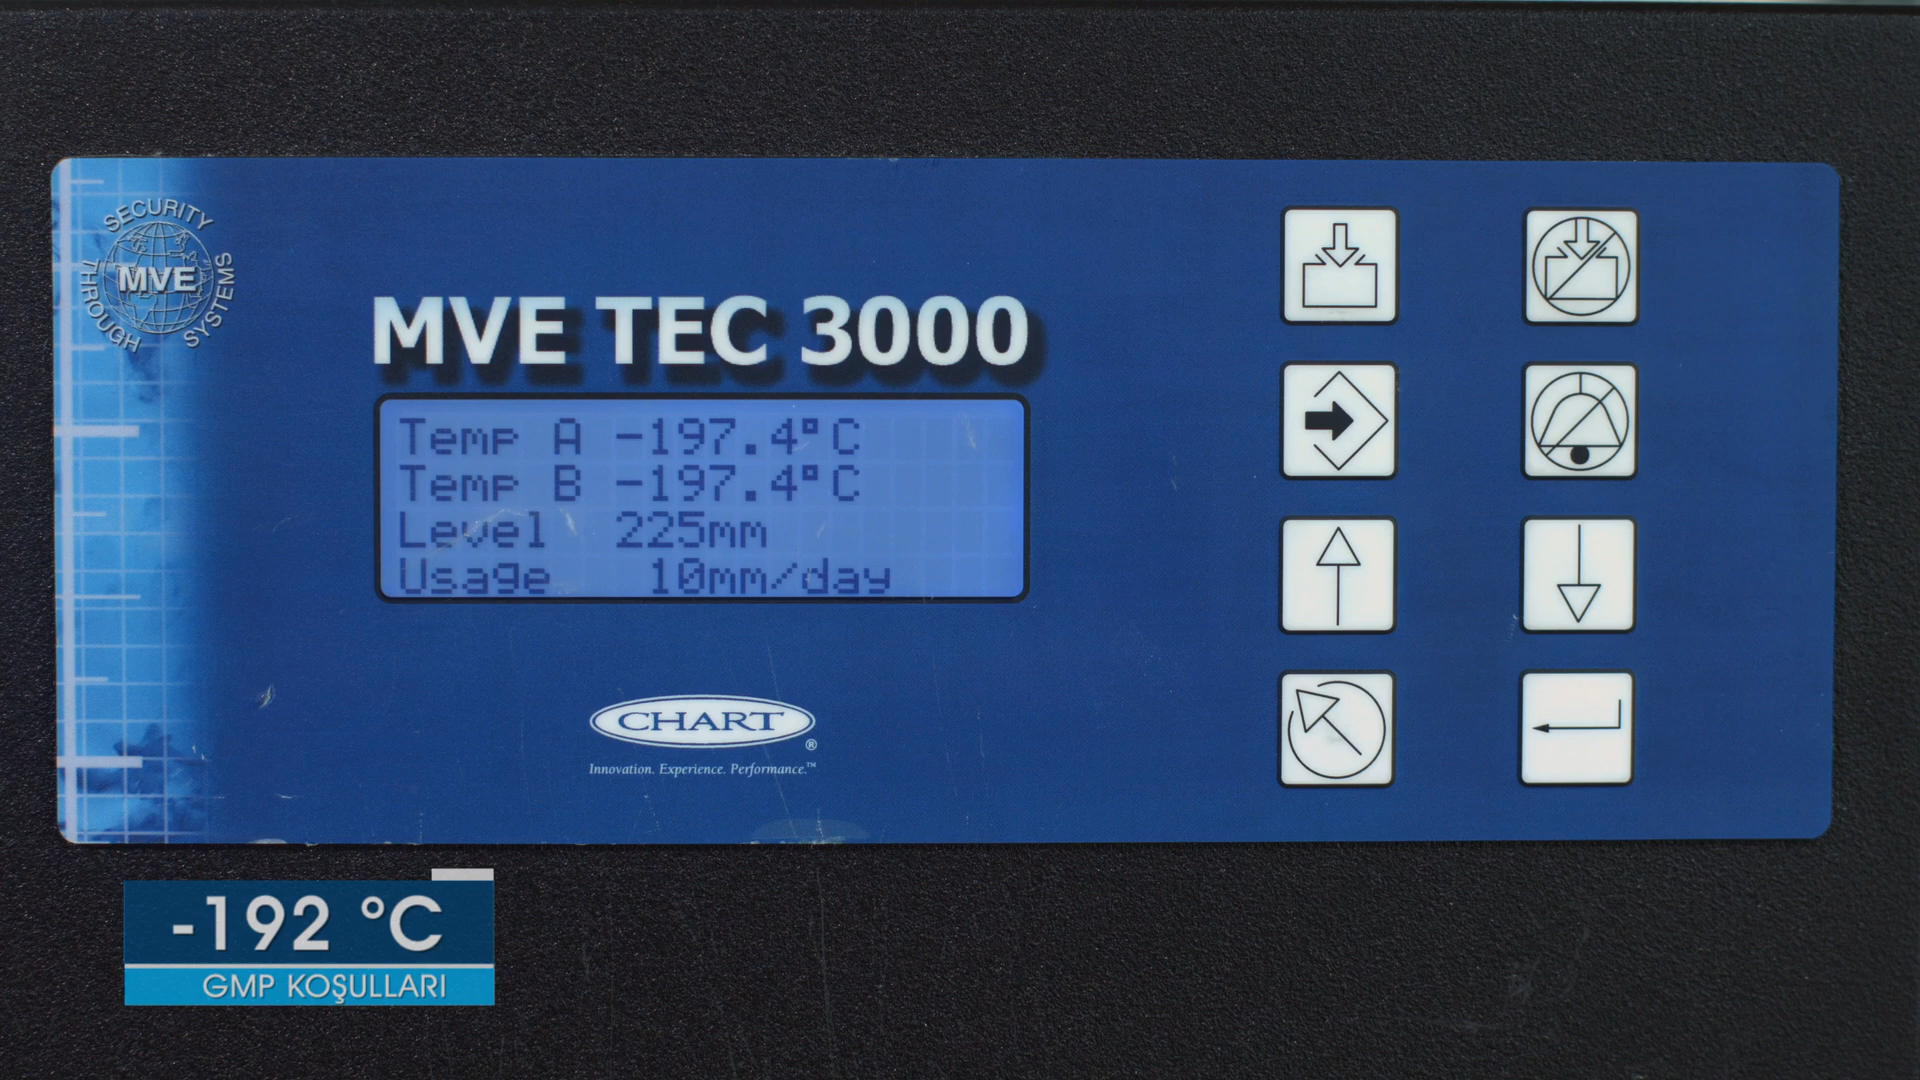 SECURITY
THROUGH
MVE
SYSTEMS
MVE TEC 3000
Temp A -197.4°C
Temp B -197.4°C
Level 225mm
Usage 10mm/day
CHART®
Innovation. Experience. Performance.™
-192 °C
GMP KOŞULLARI